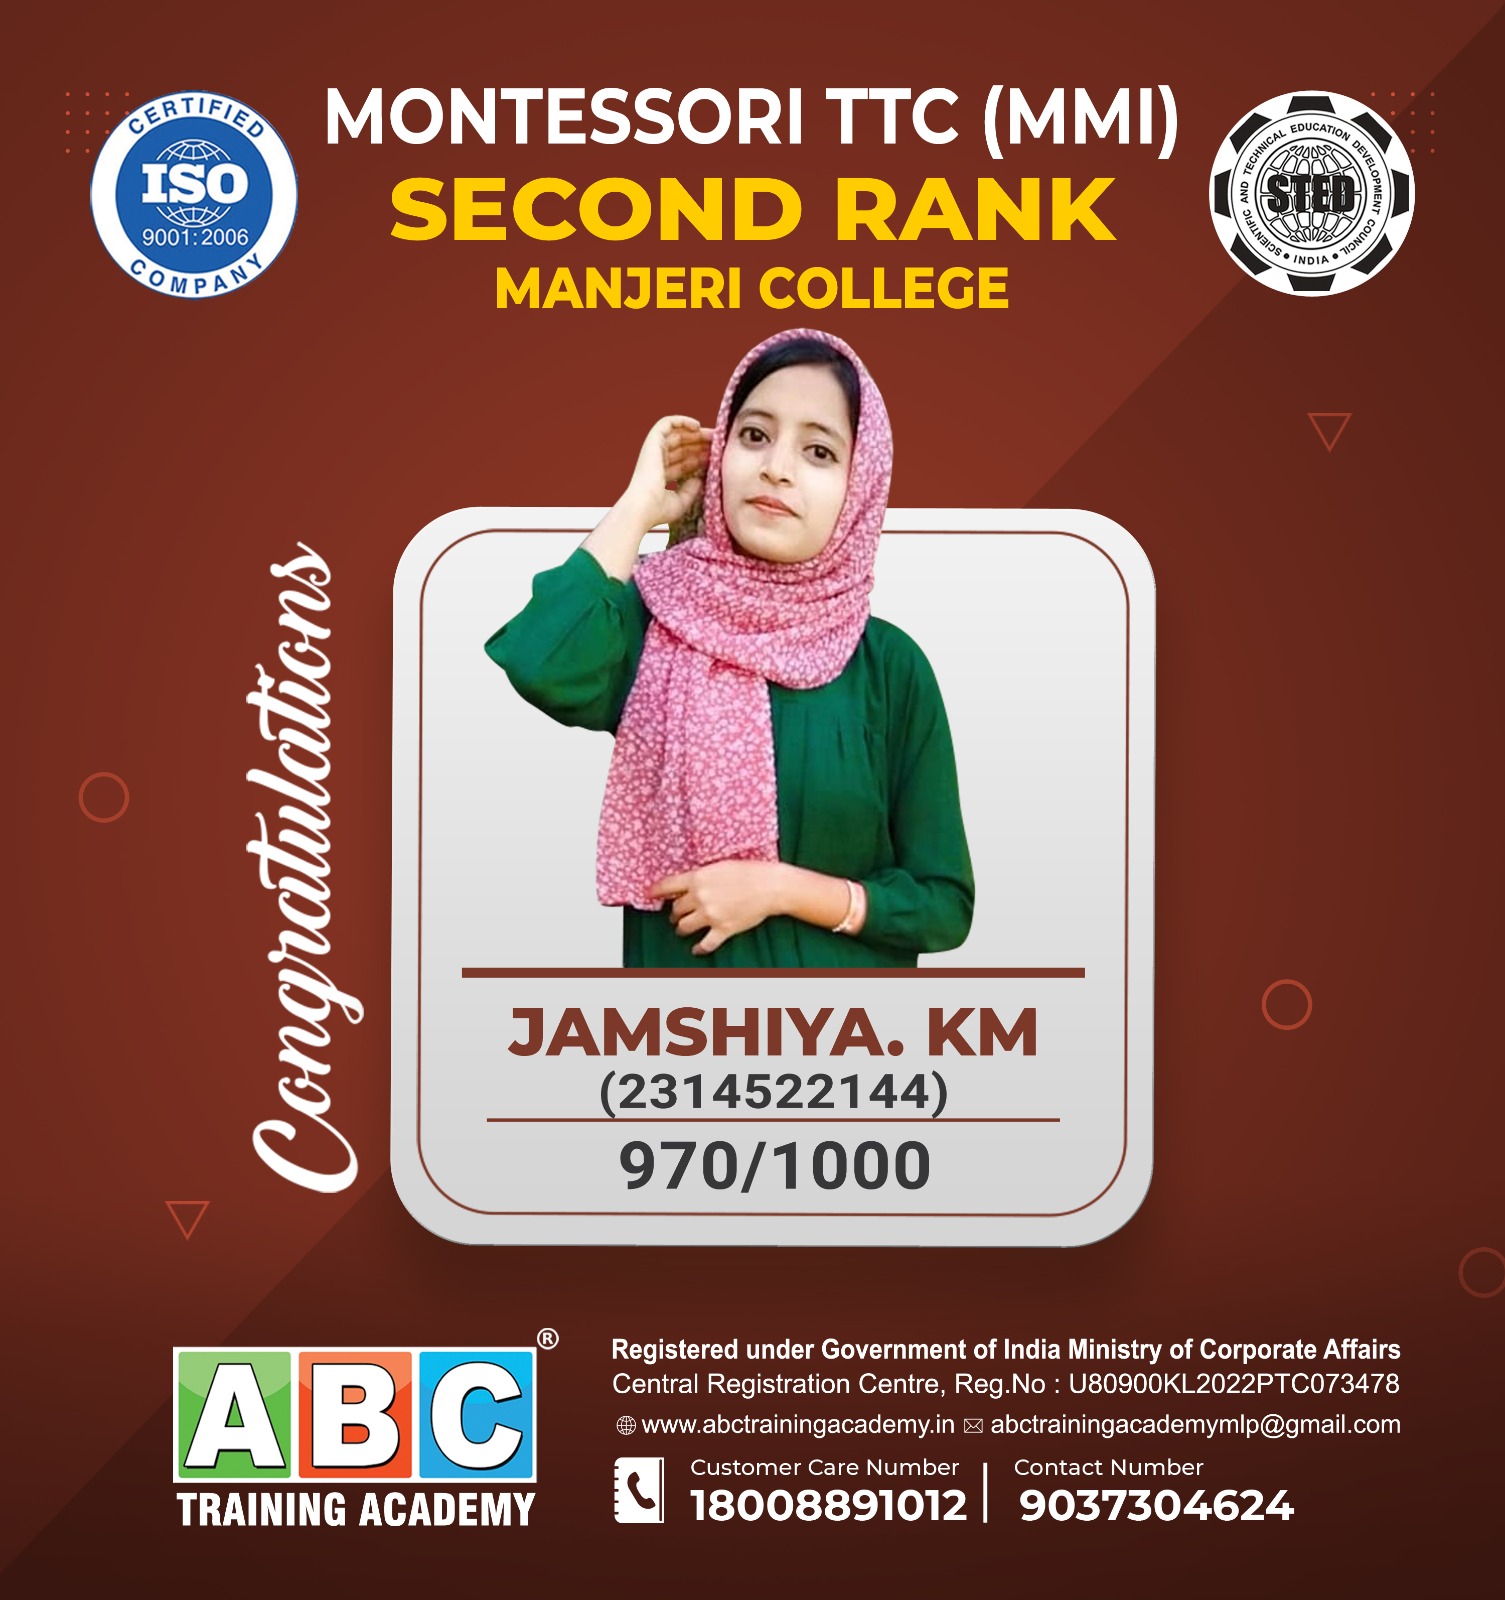 CERTIFIED
ISO
9001:2006
COMPANY
MONTESSORI TTC (MMI)
SECOND RANK
MANJERI COLLEGE
SCIENTIFIC AND TECHNICAL EDUCATION DEVELOPMENT COUNCIL
STED
• INDIA •
Congratulations
JAMSHIYA. KM
(2314522144)
970/1000
ABC ®
TRAINING ACADEMY
Registered under Government of India Ministry of Corporate Affairs
Central Registration Centre, Reg.No : U80900KL2022PTC073478
www.abctrainingacademy.in abctrainingacademymlp@gmail.com
Customer Care Number | Contact Number
18008891012 | 9037304624